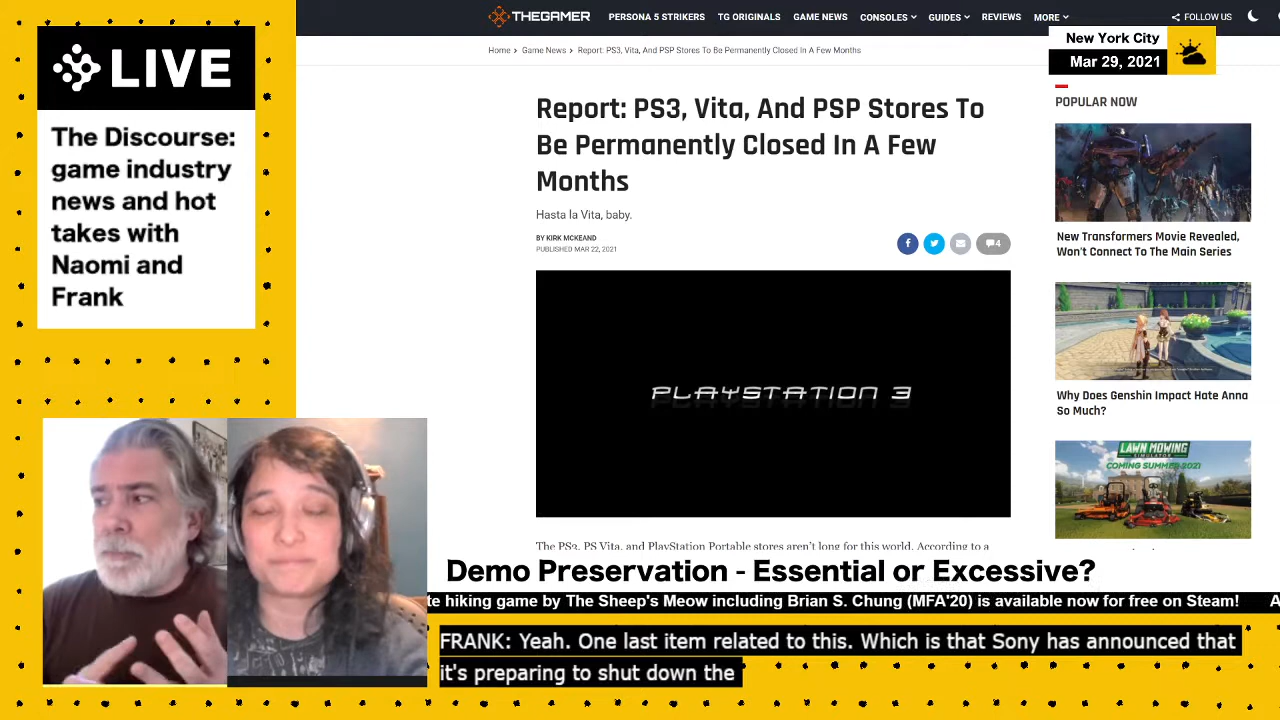 LIVE
The Discourse:
game industry
news and hot
takes with
Naomi and
Frank
THEGAMER
PERSONA 5 STRIKERS
TG ORIGINALS
GAME NEWS
CONSOLES
GUIDES
REVIEWS
MORE
FOLLOW US
Home > Game News > Report: PS3, Vita, And PSP Stores To Be Permanently Closed In A Few Months
New York City
Mar 29, 2021
Report: PS3, Vita, And PSP Stores To
Be Permanently Closed In A Few
Months
Hasta la Vita, baby.
BY KIRK MCKEAND
PUBLISHED MAR 22, 2021
4
PLAYSTATION 3
The PS3, PS Vita, and PlayStation Portable stores aren't long for this world. According to a
POPULAR NOW
New Transformers Movie Revealed,
Won't Connect To The Main Series
Why Does Genshin Impact Hate Anna
So Much?
LAWN MOWING
SIMULATOR
COMING SUMMER 2021
Demo Preservation - Essential or Excessive?
te hiking game by The Sheep's Meow including Brian S. Chung (MFA'20) is available now for free on Steam! A
FRANK: Yeah. One last item related to this. Which is that Sony has announced that
it's preparing to shut down the